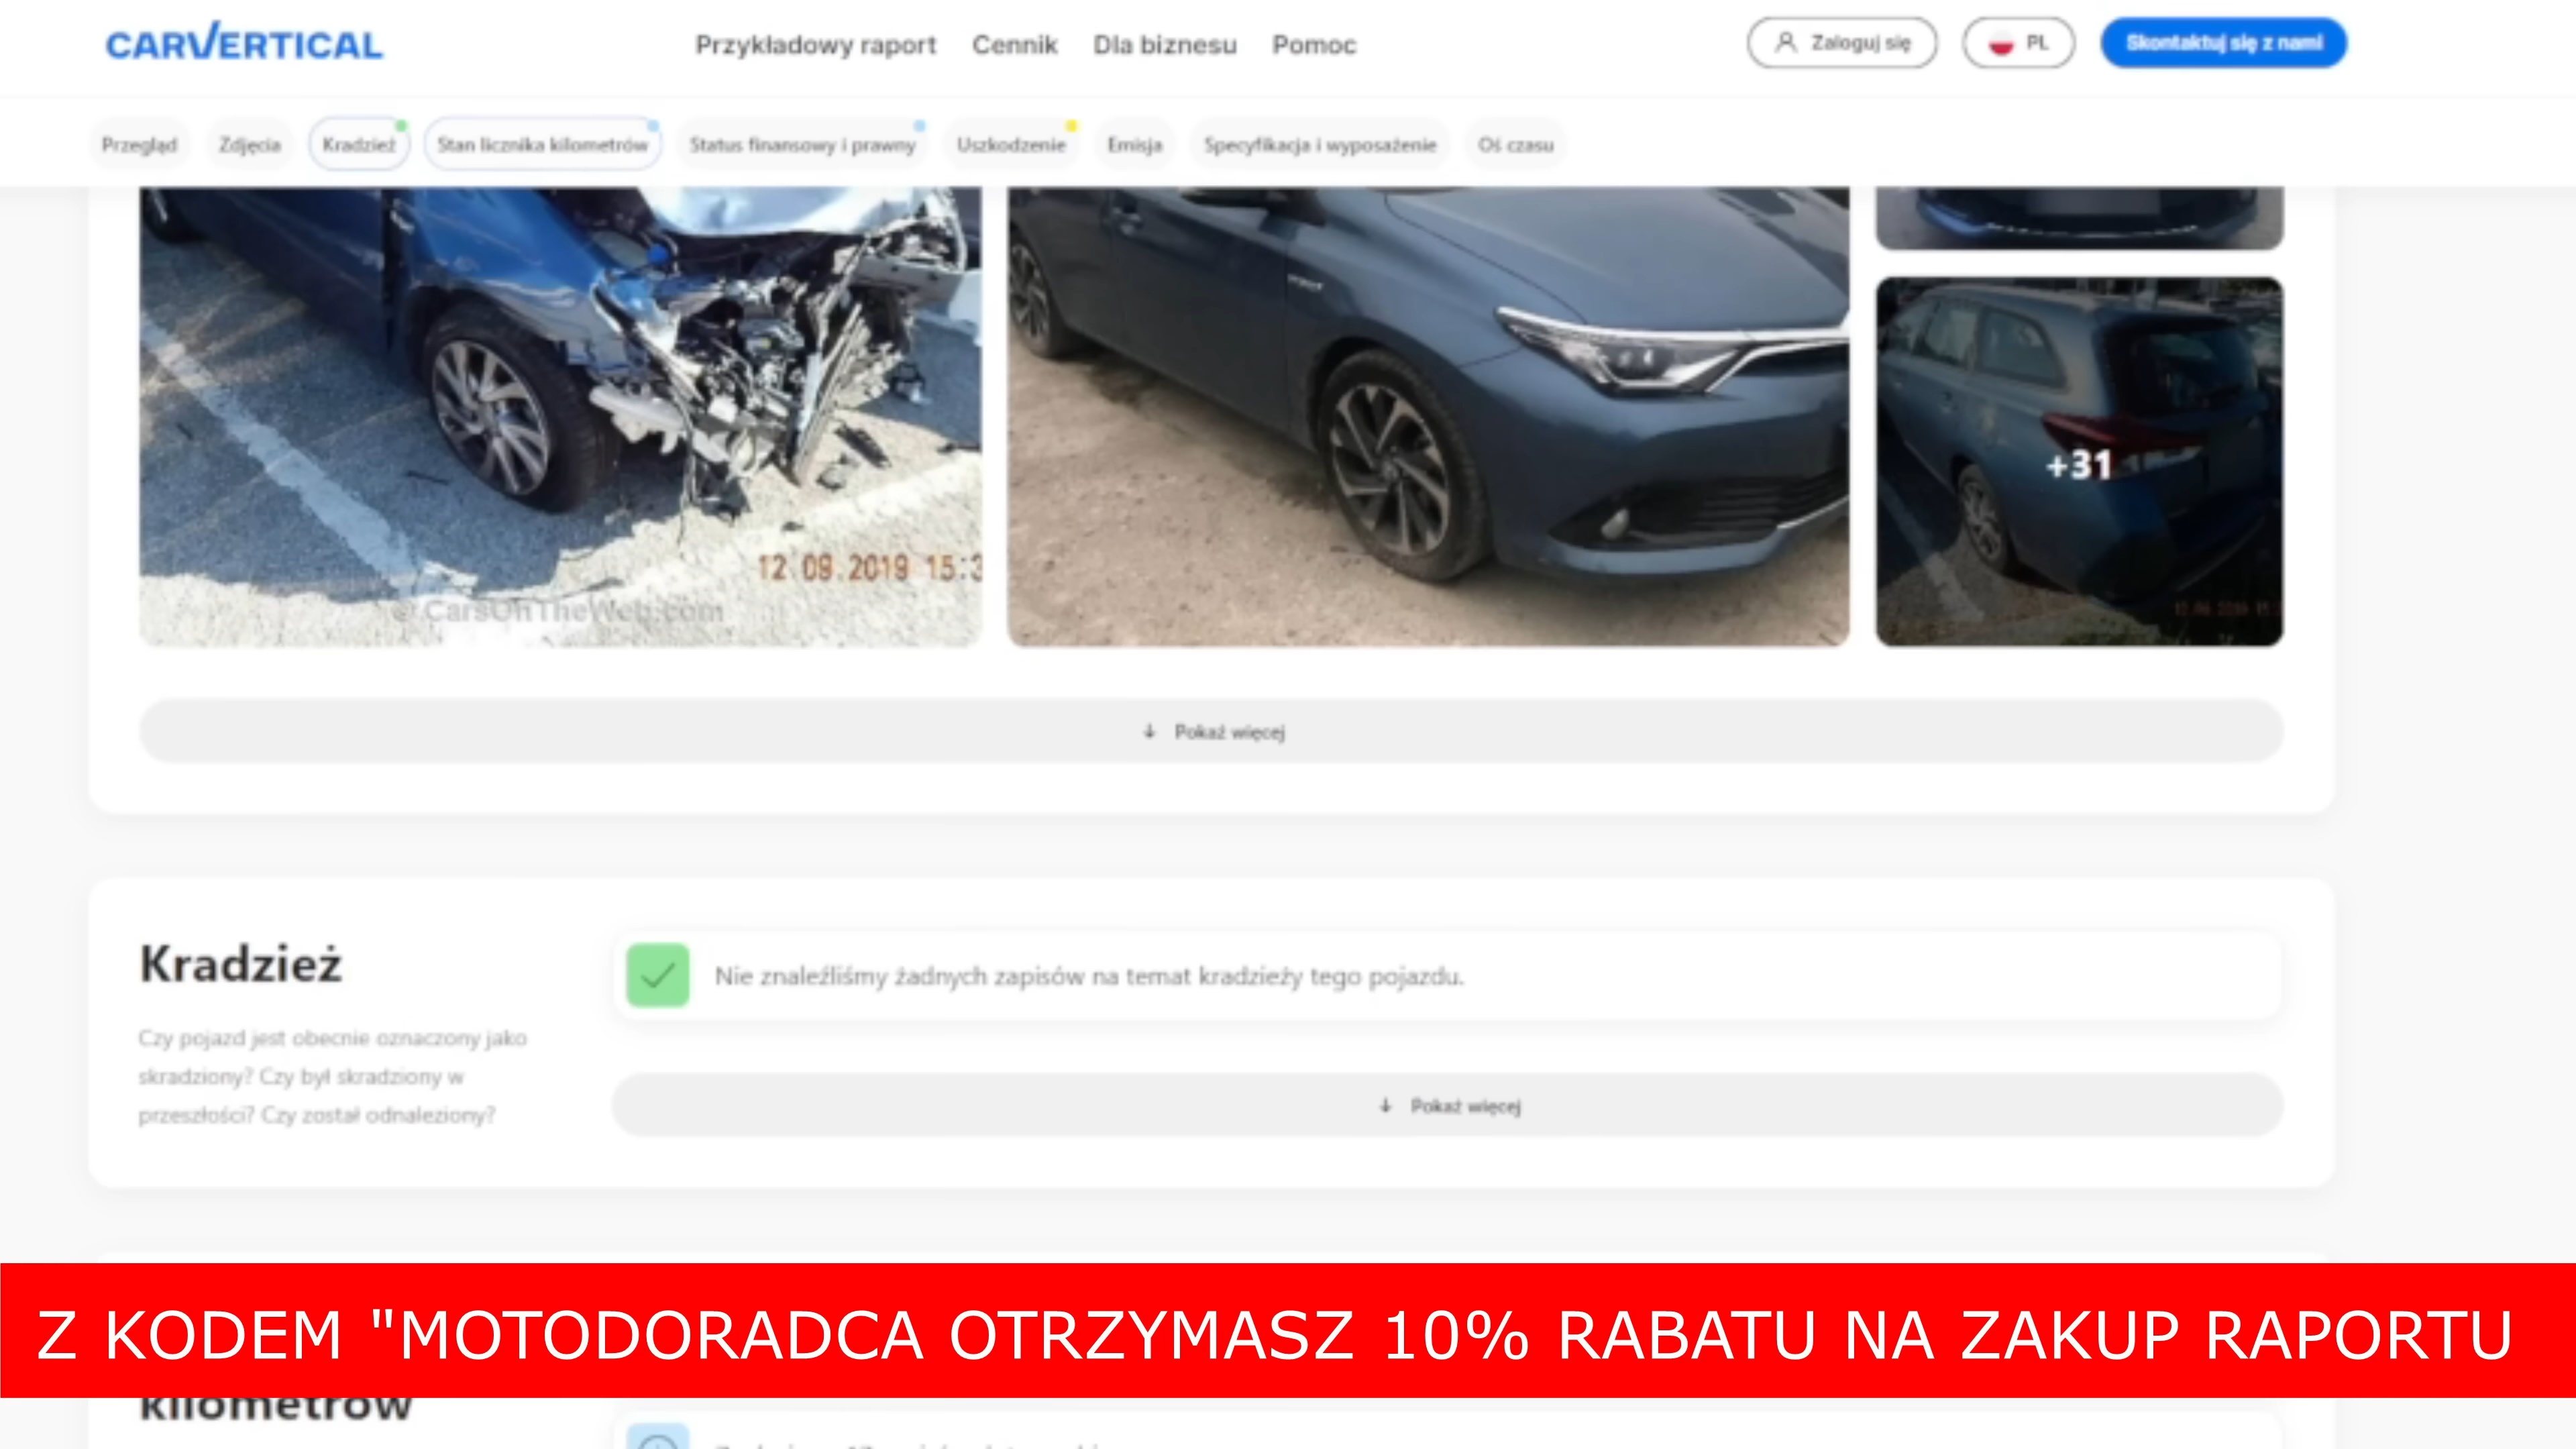 CARVERTICAL
Przykładowy raport Cennik Dla biznesu Pomoc
Zaloguj się PL Skontaktuj się z nami
Przegląd Zdjęcia Kradzież Stan licznika kilometrów Status finansowy i prawny Uszkodzenie Emisja Specyfikacja i wyposażenie Oś czasu
+31
12 09.2019 15:3
© CarsOnTheWeb.com
↓ Pokaż więcej
Kradzież
Nie znaleźliśmy żadnych zapisów na temat kradzieży tego pojazdu.
Czy pojazd jest obecnie oznaczony jako
skradziony? Czy był skradziony w
przeszłości? Czy został odnaleziony?
↓ Pokaż więcej
Z KODEM "MOTODORADCA OTRZYMASZ 10% RABATU NA ZAKUP RAPORTU
kilometrów